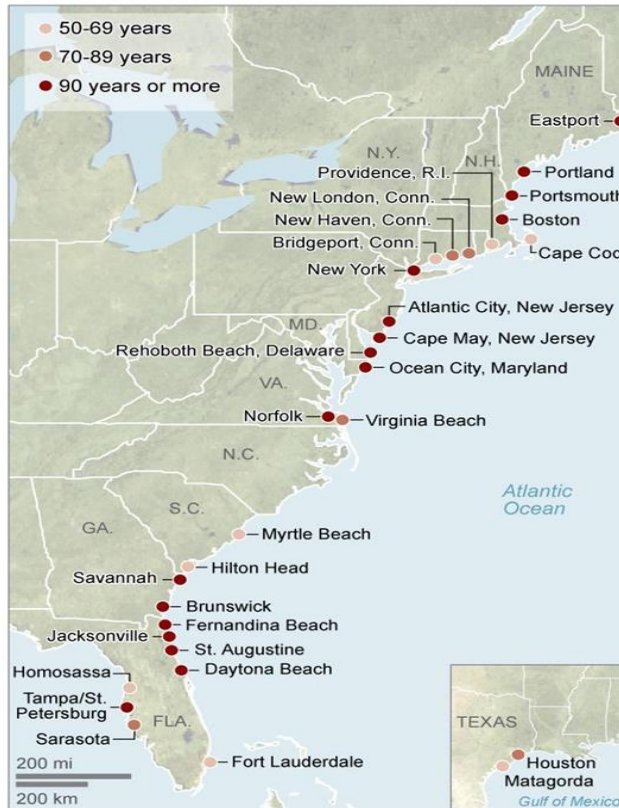 50-69 years
70-89 years
90 years or more
MAINE
Eastport
N.Y.
N.H.
Providence, R.I.
Portland
New London, Conn.
Portsmouth
New Haven, Conn.
Boston
Bridgeport, Conn.
Cape Cod
New York
Atlantic City, New Jersey
MD.
Cape May, New Jersey
Rehoboth Beach, Delaware
Ocean City, Maryland
VA.
Norfolk
Virginia Beach
N.C.
Atlantic
Ocean
S.C.
GA.
Myrtle Beach
Hilton Head
Savannah
Brunswick
Fernandina Beach
Jacksonville
St. Augustine
Homosassa
Daytona Beach
Tampa/St.
Petersburg
FLA.
Sarasota
TEXAS
Fort Lauderdale
Houston
Matagorda
200 mi
200 km
Gulf of Mexico